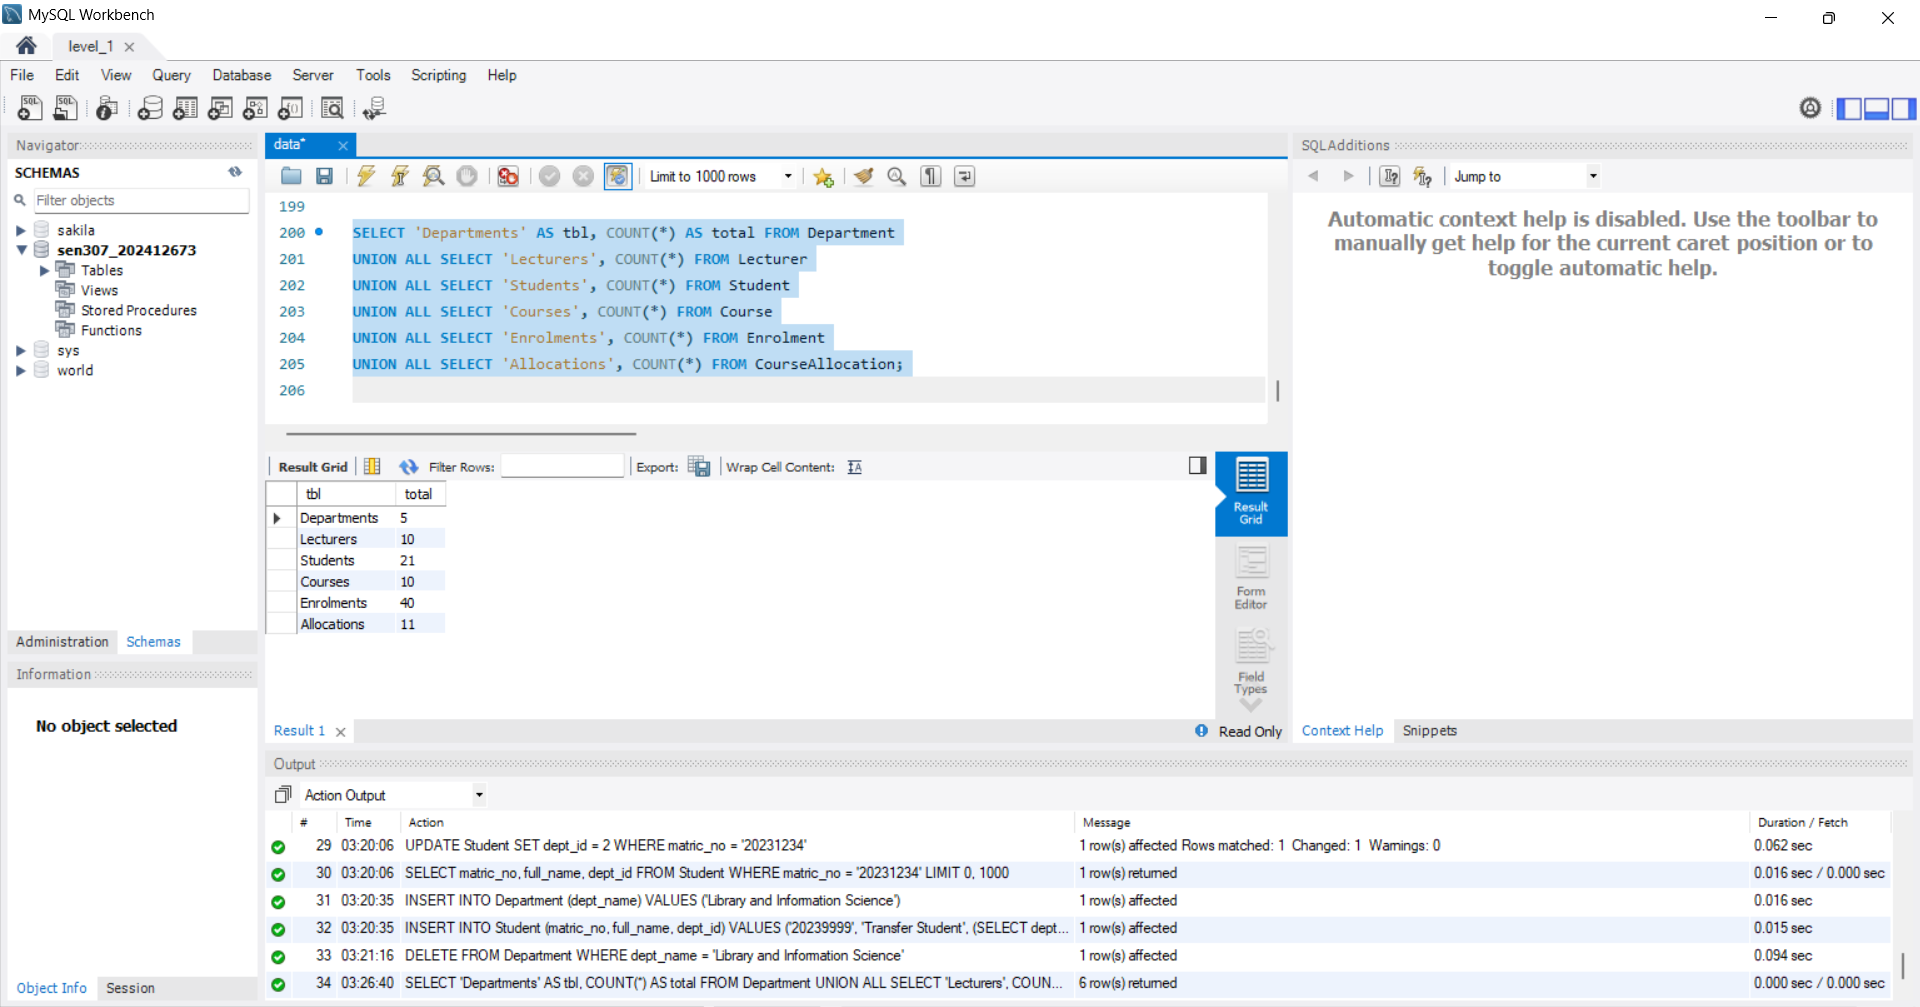 MySQL Workbench
level_1
File Edit View Query Database Server Tools Scripting Help
Navigator
SCHEMAS
Filter objects
sakila
sen307_202412673
Tables
Views
Stored Procedures
Functions
sys
world
Administration Schemas
Information
No object selected
Object Info Session
data*
Limit to 1000 rows
199
200 SELECT 'Departments' AS tbl, COUNT(*) AS total FROM Department
201 UNION ALL SELECT 'Lecturers', COUNT(*) FROM Lecturer
202 UNION ALL SELECT 'Students', COUNT(*) FROM Student
203 UNION ALL SELECT 'Courses', COUNT(*) FROM Course
204 UNION ALL SELECT 'Enrolments', COUNT(*) FROM Enrolment
205 UNION ALL SELECT 'Allocations', COUNT(*) FROM CourseAllocation;
206
Result Grid Filter Rows: Export: Wrap Cell Content:
tbl total
Departments 5
Lecturers 10
Students 21
Courses 10
Enrolments 40
Allocations 11
Result
Grid
Form
Editor
Field
Types
Result 1 Read Only
SQLAdditions
Jump to
Automatic context help is disabled. Use the toolbar to
manually get help for the current caret position or to
toggle automatic help.
Context Help Snippets
Output
Action Output
# Time Action Message Duration / Fetch
29 03:20:06 UPDATE Student SET dept_id = 2 WHERE matric_no = '20231234' 1 row(s) affected Rows matched: 1 Changed: 1 Warnings: 0 0.062 sec
30 03:20:06 SELECT matric_no, full_name, dept_id FROM Student WHERE matric_no = '20231234' LIMIT 0, 1000 1 row(s) returned 0.016 sec / 0.000 sec
31 03:20:35 INSERT INTO Department (dept_name) VALUES ('Library and Information Science') 1 row(s) affected 0.016 sec
32 03:20:35 INSERT INTO Student (matric_no, full_name, dept_id) VALUES ('20239999', 'Transfer Student', (SELECT dept... 1 row(s) affected 0.015 sec
33 03:21:16 DELETE FROM Department WHERE dept_name = 'Library and Information Science' 1 row(s) affected 0.094 sec
34 03:26:40 SELECT 'Departments' AS tbl, COUNT(*) AS total FROM Department UNION ALL SELECT 'Lecturers', COUN... 6 row(s) returned 0.000 sec / 0.000 sec